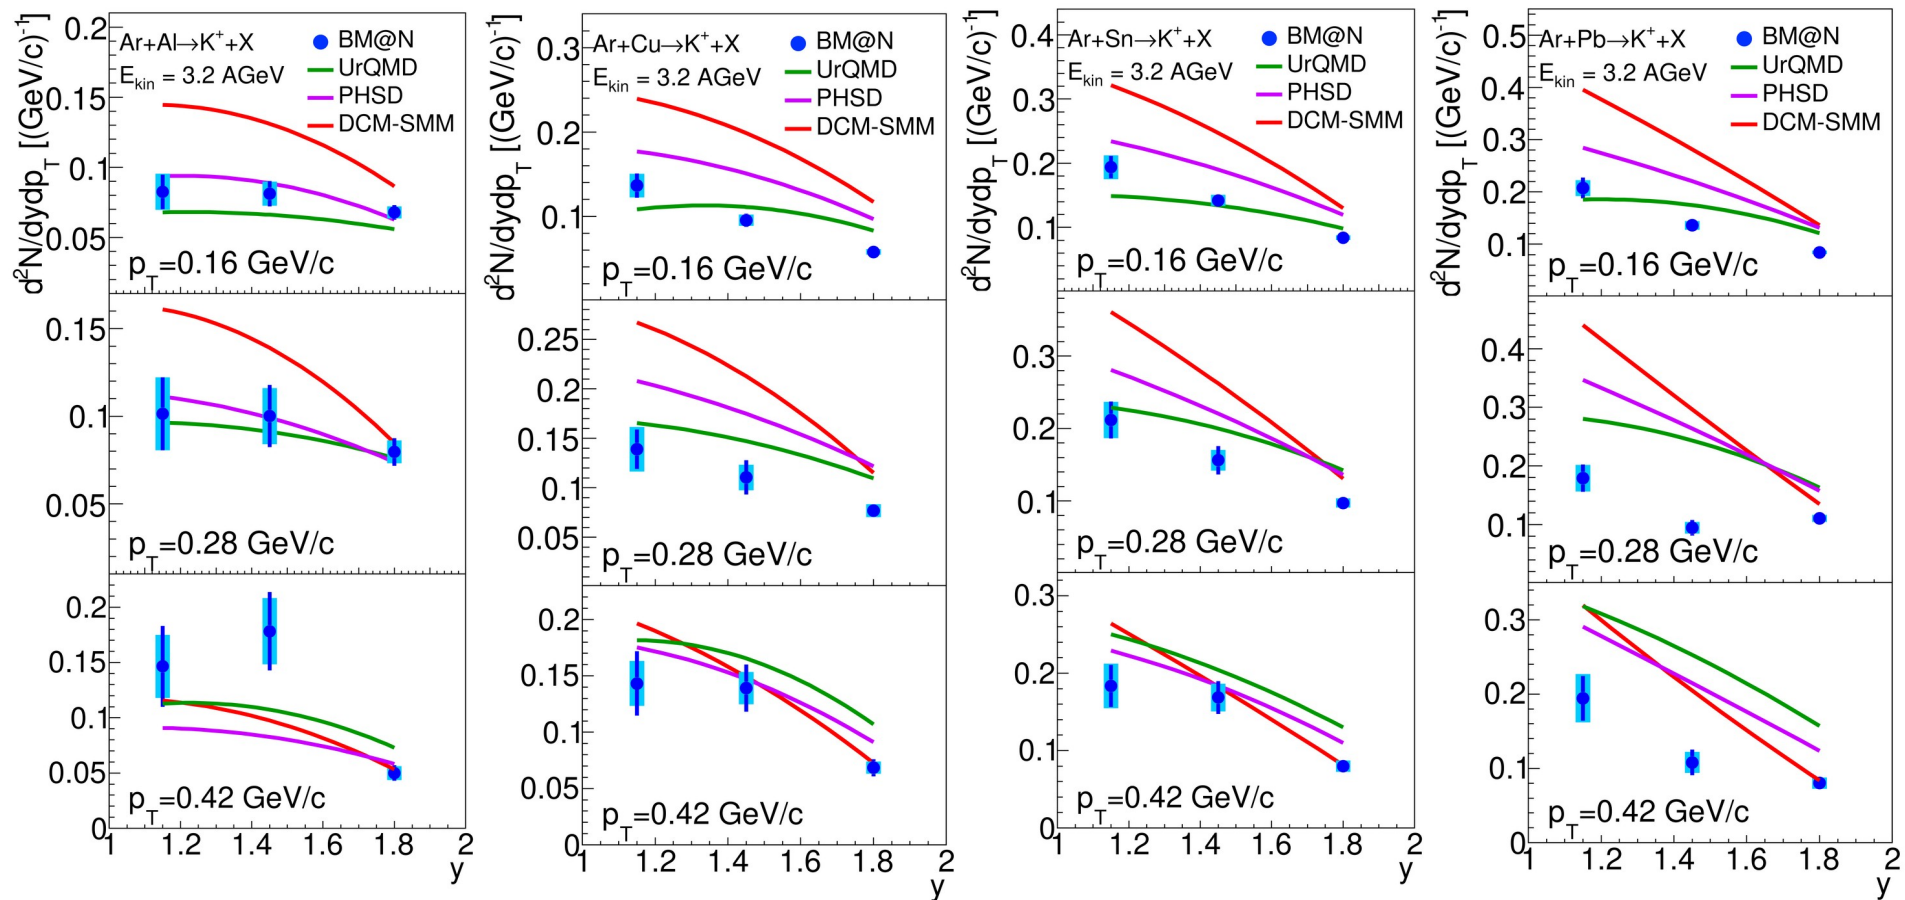 d²N/dydp_T [(GeV/c)⁻¹]
0.2
0.15
0.1
0.05
Ar+Al→K⁺+X
E_kin = 3.2 AGeV
BM@N
UrQMD
PHSD
DCM-SMM
p_T=0.16 GeV/c
0.15
0.1
0.05
p_T=0.28 GeV/c
0.2
0.15
0.1
0.05
0
p_T=0.42 GeV/c
1 1.2 1.4 1.6 1.8 2
y
d²N/dydp_T [(GeV/c)⁻¹]
0.3
0.2
0.1
Ar+Cu→K⁺+X
E_kin = 3.2 AGeV
BM@N
UrQMD
PHSD
DCM-SMM
p_T=0.16 GeV/c
0.25
0.2
0.15
0.1
0.05
p_T=0.28 GeV/c
0.2
0.15
0.1
0.05
0
p_T=0.42 GeV/c
1 1.2 1.4 1.6 1.8 2
y
d²N/dydp_T [(GeV/c)⁻¹]
0.4
0.3
0.2
0.1
Ar+Sn→K⁺+X
E_kin = 3.2 AGeV
BM@N
UrQMD
PHSD
DCM-SMM
p_T=0.16 GeV/c
0.3
0.2
0.1
p_T=0.28 GeV/c
0.3
0.2
0.1
0
p_T=0.42 GeV/c
1 1.2 1.4 1.6 1.8 2
y
d²N/dydp_T [(GeV/c)⁻¹]
0.5
0.4
0.3
0.2
0.1
Ar+Pb→K⁺+X
E_kin = 3.2 AGeV
BM@N
UrQMD
PHSD
DCM-SMM
p_T=0.16 GeV/c
0.4
0.3
0.2
0.1
p_T=0.28 GeV/c
0.3
0.2
0.1
0
p_T=0.42 GeV/c
1 1.2 1.4 1.6 1.8 2
y